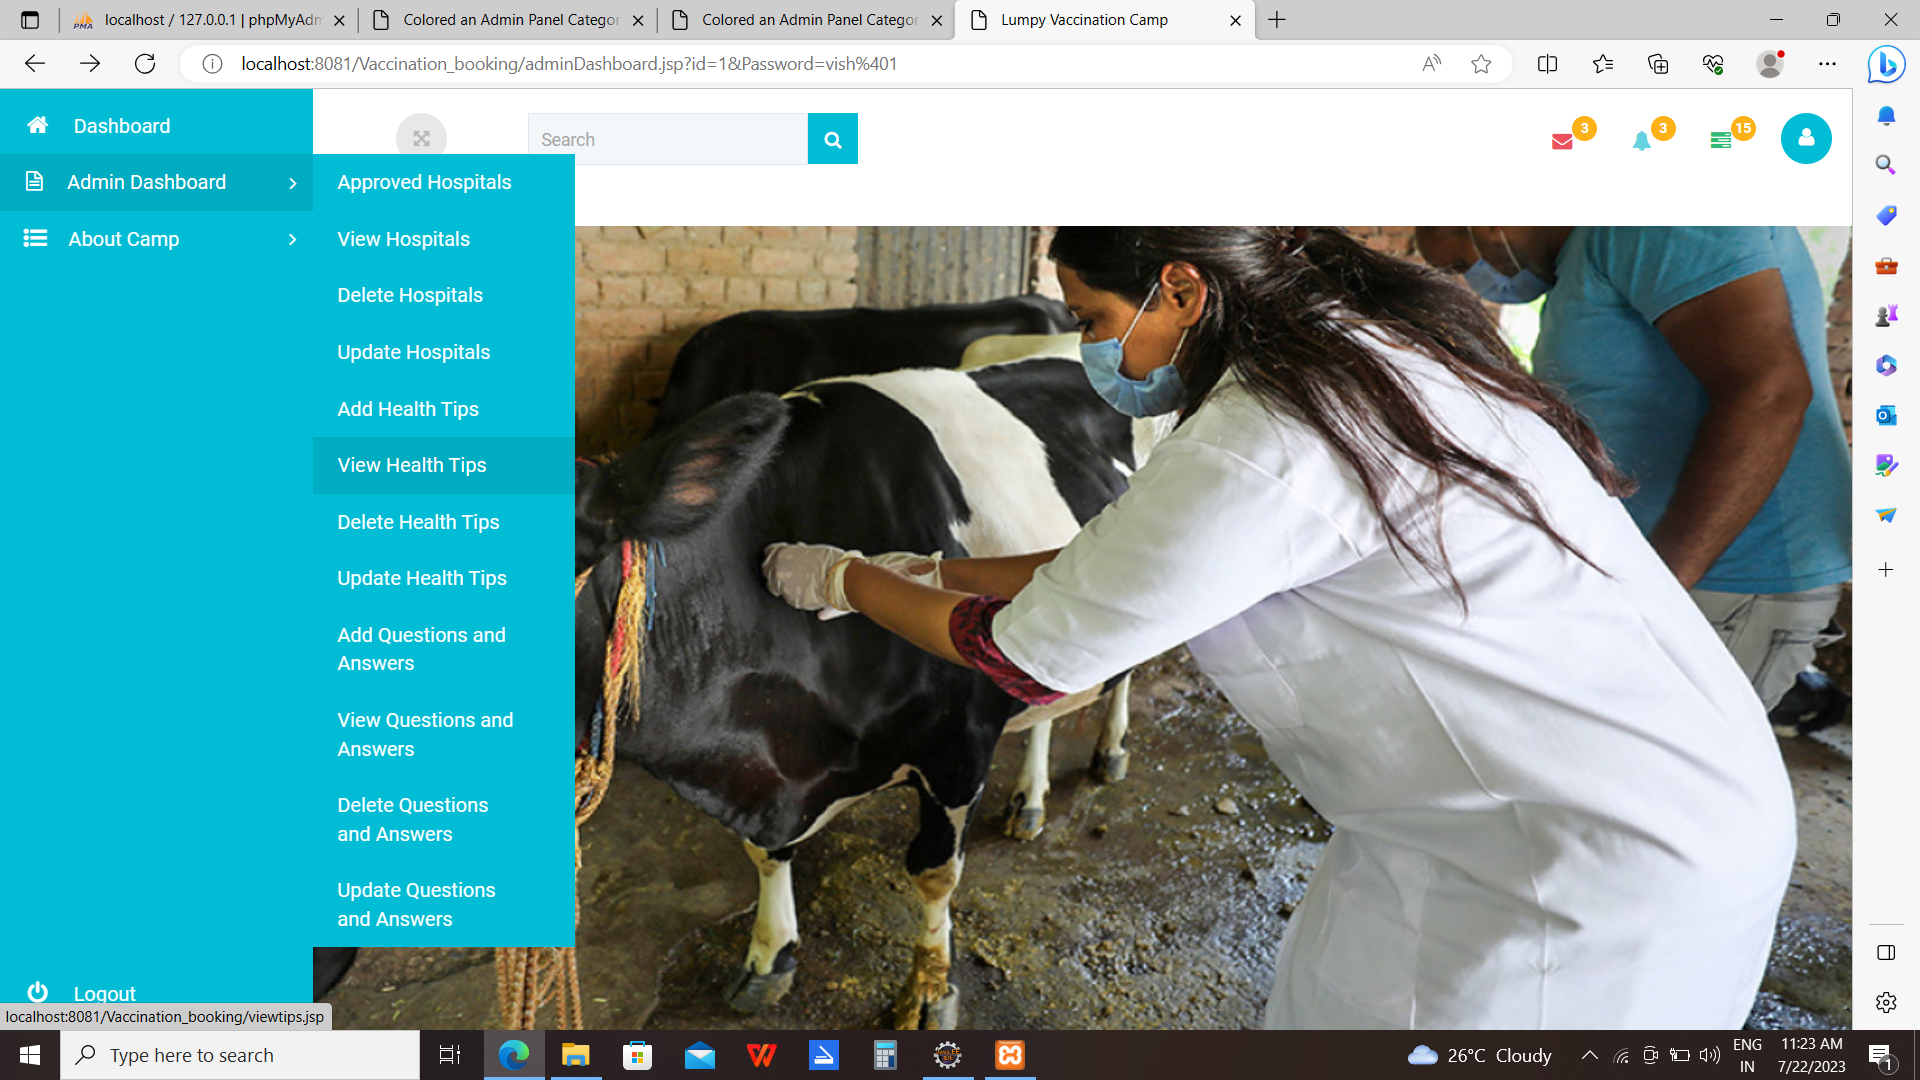 localhost / 127.0.0.1 | phpMyAdm
Colored an Admin Panel Categor
Colored an Admin Panel Categor
Lumpy Vaccination Camp
localhost:8081/Vaccination_booking/adminDashboard.jsp?id=1&Password=vish%401
Dashboard
Search
3
3
15
Admin Dashboard
Approved Hospitals
About Camp
View Hospitals
Delete Hospitals
Update Hospitals
Add Health Tips
View Health Tips
Delete Health Tips
Update Health Tips
Add Questions and
Answers
View Questions and
Answers
Delete Questions
and Answers
Update Questions
and Answers
Logout
localhost:8081/Vaccination_booking/viewtips.jsp
Type here to search
26°C Cloudy
ENG
IN
11:23 AM
7/22/2023
1